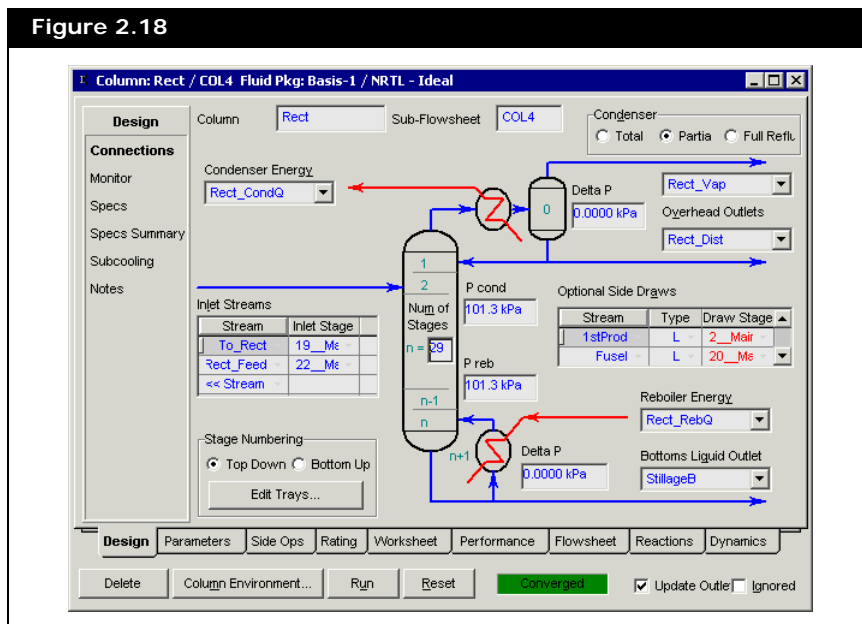 Figure 2.18
Column: Rect / COL4 Fluid Pkg: Basis-1 / NRTL - Ideal
Design
Connections
Monitor
Specs
Specs Summary
Subcooling
Notes
Column
Rect
Sub-Flowsheet
COL4
Condenser
Total
Partia
Full Reflu
Condenser Energy
Rect_CondQ
0
Delta P
0.0000 kPa
Rect_Vap
Overhead Outlets
Rect_Dist
1
2
Num of
Stages
n = 29
n-1
n
n+1
P cond
101.3 kPa
P reb
101.3 kPa
Inlet Streams
Stream Inlet Stage
To_Rect 19__Ma
Rect_Feed 22__Ma
<< Stream
Optional Side Draws
Stream Type Draw Stage
1stProd L 2__Mair
Fusel L 20__Ma
Stage Numbering
Top Down Bottom Up
Edit Trays...
Delta P
0.0000 kPa
Reboiler Energy
Rect_RebQ
Bottoms Liquid Outlet
StillageB
Design Parameters Side Ops Rating Worksheet Performance Flowsheet Reactions Dynamics
Delete Column Environment... Run Reset Converged Update Outlet Ignored